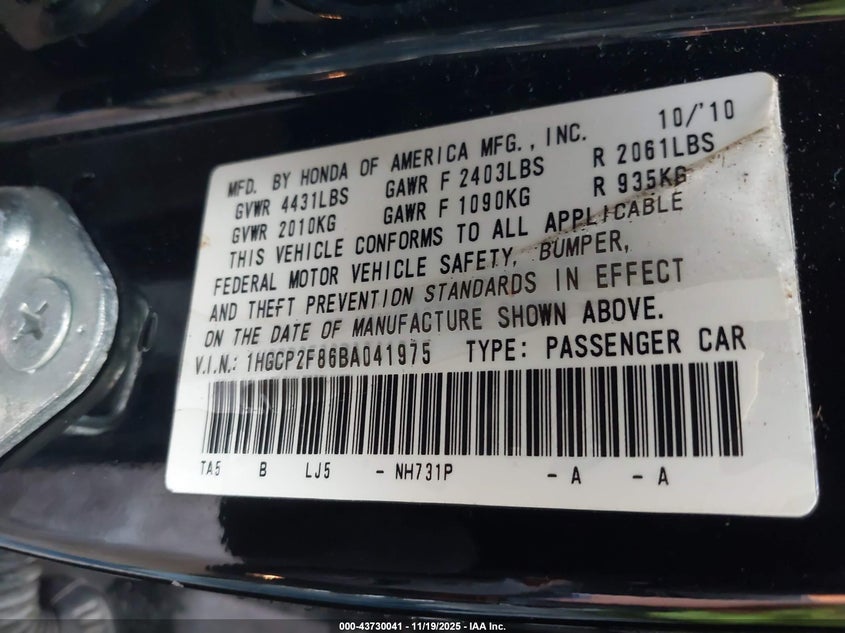 MFD. BY HONDA OF AMERICA MFG., INC. 10/'10
GVWR 4431LBS GAWR F 2403LBS R 2061LBS
GVWR 2010KG GAWR F 1090KG R 935KG
THIS VEHICLE CONFORMS TO ALL APPLICABLE
FEDERAL MOTOR VEHICLE SAFETY, BUMPER,
AND THEFT PREVENTION STANDARDS IN EFFECT
ON THE DATE OF MANUFACTURE SHOWN ABOVE.
V.I.N.: 1HGCP2F86BA041975 TYPE: PASSENGER CAR
TA5 B LJ5 - NH731P - A - A
000-43730041 - 11/19/2025 - IAA Inc.